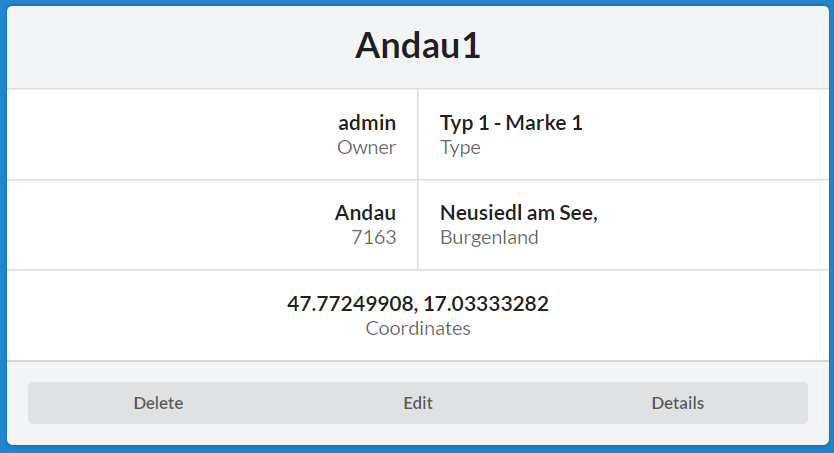 Andau1
admin
Owner
Typ 1 - Marke 1
Type
Andau
7163
Neusiedl am See,
Burgenland
47.77249908, 17.03333282
Coordinates
Delete Edit Details